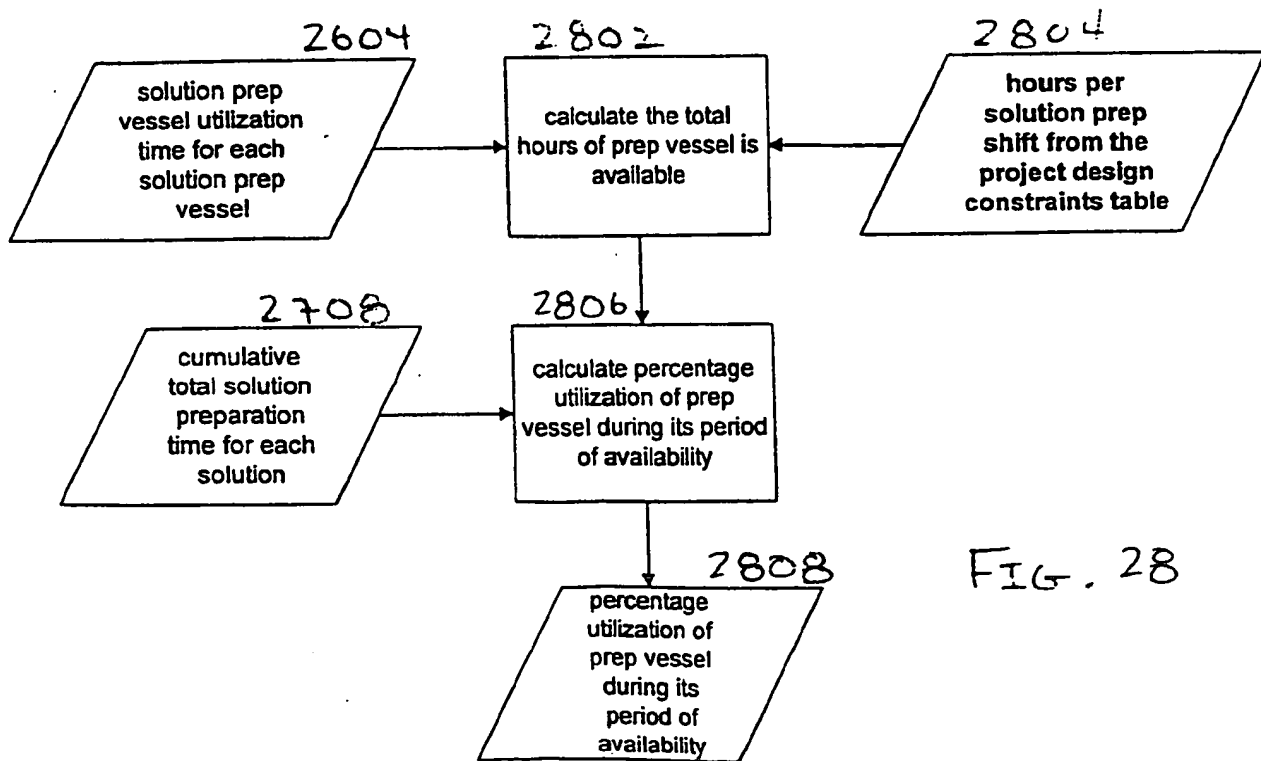 2604
solution prep
vessel utilization
time for each
solution prep
vessel
2802
calculate the total
hours of prep vessel is
available
2804
hours per
solution prep
shift from the
project design
constraints table
2708
cumulative
total solution
preparation
time for each
solution
2806
calculate percentage
utilization of prep
vessel during its period
of availability
2808
percentage
utilization of
prep vessel
during its
period of
availability
FIG. 28